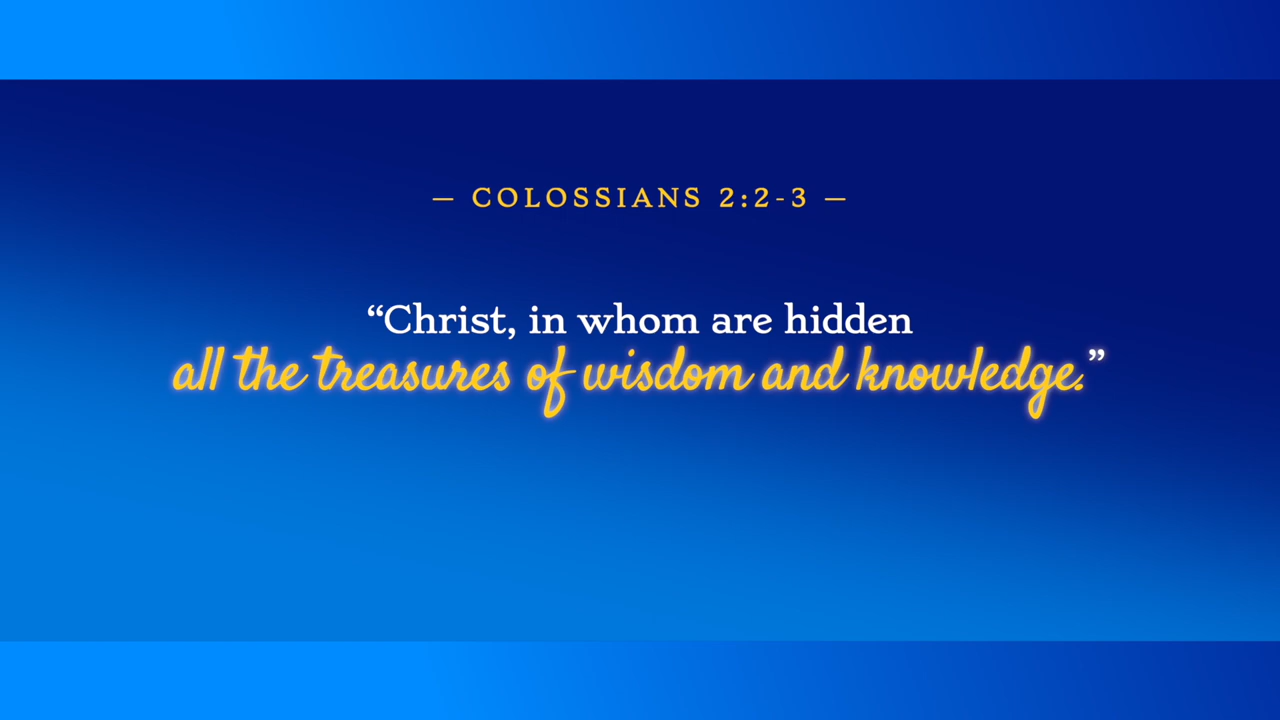 — COLOSSIANS 2:2-3 —
“Christ, in whom are hidden
all the treasures of wisdom and knowledge.”